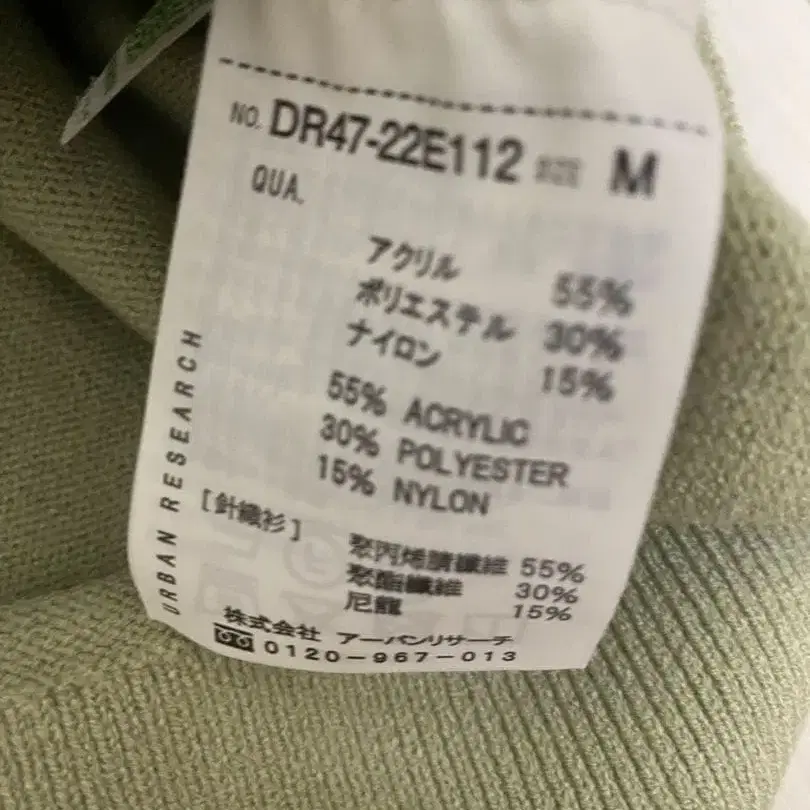 NO. DR47-22E112 SIZE M
QUA.
アクリル 55%
ポリエステル 30%
ナイロン 15%
55% ACRYLIC
30% POLYESTER
15% NYLON
[針織衫]
聚丙烯腈纖維 55%
聚酯纖維 30%
尼龍 15%
株式会社 アーバンリサーチ
0120-967-013
URBAN RESEARCH